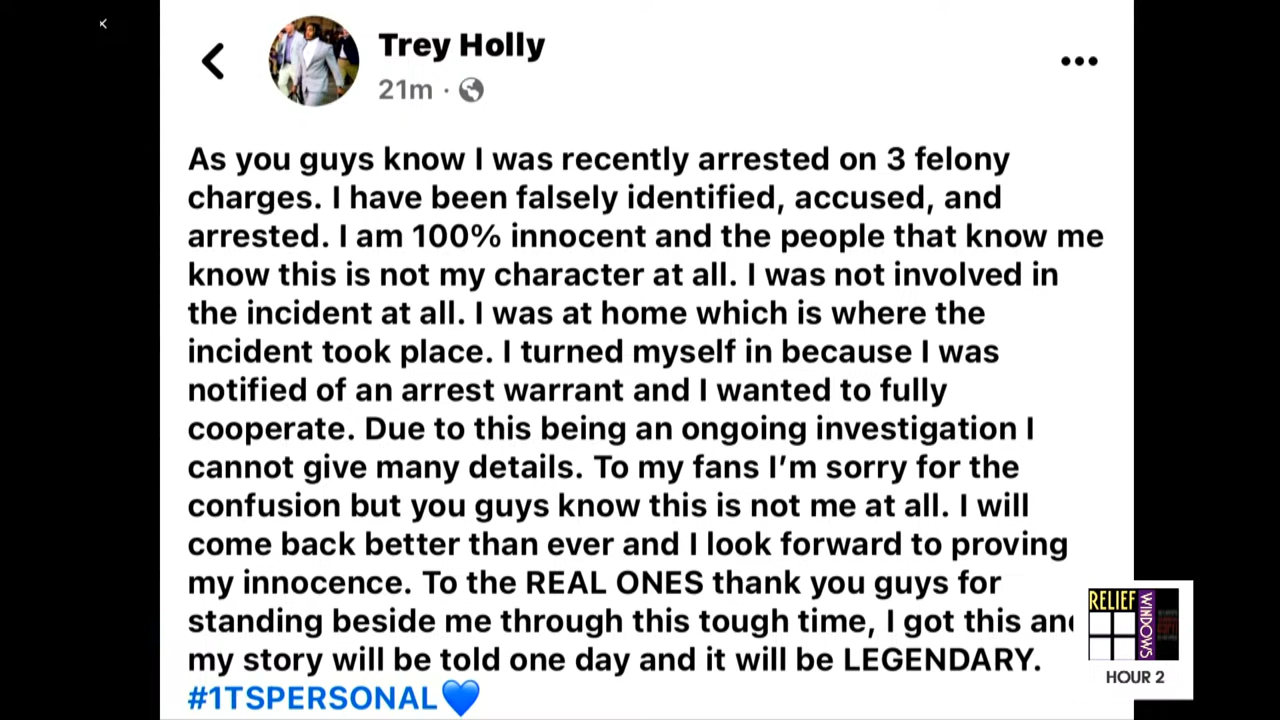 Trey Holly
21m ·
As you guys know I was recently arrested on 3 felony
charges. I have been falsely identified, accused, and
arrested. I am 100% innocent and the people that know me
know this is not my character at all. I was not involved in
the incident at all. I was at home which is where the
incident took place. I turned myself in because I was
notified of an arrest warrant and I wanted to fully
cooperate. Due to this being an ongoing investigation I
cannot give many details. To my fans I’m sorry for the
confusion but you guys know this is not me at all. I will
come back better than ever and I look forward to proving
my innocence. To the REAL ONES thank you guys for
standing beside me through this tough time, I got this and
my story will be told one day and it will be LEGENDARY.
#1TSPERSONAL💙
RELIEF
WINDOWS
HOUR 2